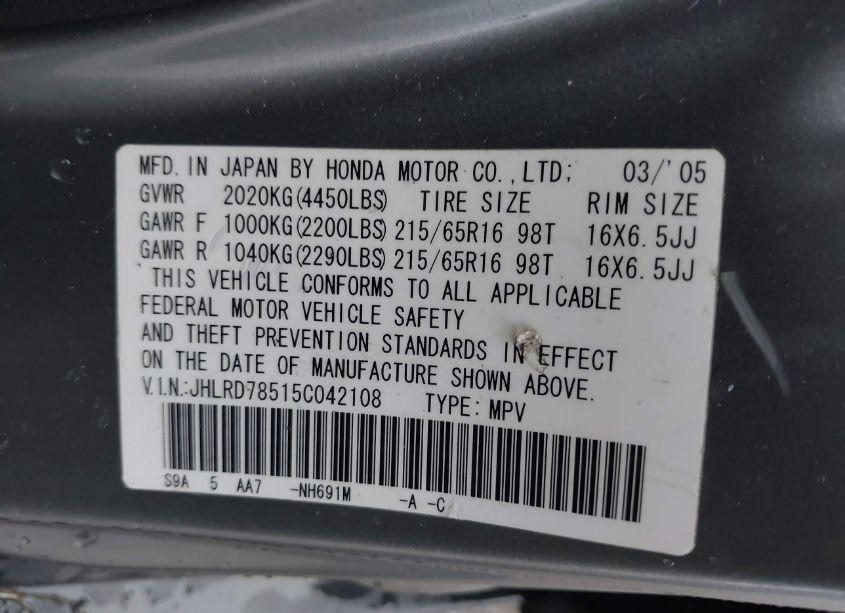 MFD. IN JAPAN BY HONDA MOTOR CO.,LTD; 03/'05
GVWR 2020KG(4450LBS) TIRE SIZE RIM SIZE
GAWR F 1000KG(2200LBS) 215/65R16 98T 16X6.5JJ
GAWR R 1040KG(2290LBS) 215/65R16 98T 16X6.5JJ
THIS VEHICLE CONFORMS TO ALL APPLICABLE
FEDERAL MOTOR VEHICLE SAFETY
AND THEFT PREVENTION STANDARDS IN EFFECT
ON THE DATE OF MANUFACTURE SHOWN ABOVE.
V.I.N.:JHLRD78515C042108 TYPE: MPV
S9A 5 AA7 -NH691M -A -C